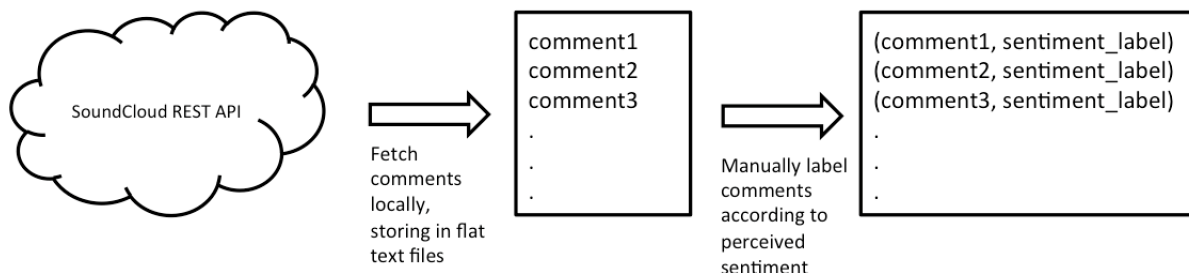 SoundCloud REST API
Fetch
comments
locally,
storing in flat
text files
comment1
comment2
comment3
.
.
.
Manually label
comments
according to
perceived
sentiment
(comment1, sentiment_label)
(comment2, sentiment_label)
(comment3, sentiment_label)
.
.
.